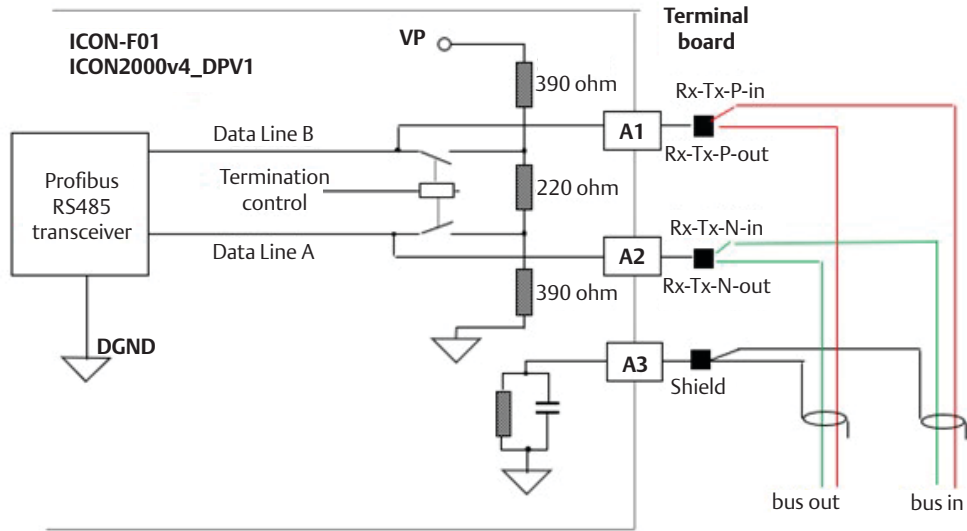 ICON-F01
ICON2000v4_DPV1
VP
Terminal
board
390 ohm
Rx-Tx-P-in
Data Line B
A1
Rx-Tx-P-out
Profibus
RS485
transceiver
Termination
control
220 ohm
Rx-Tx-N-in
Data Line A
A2
Rx-Tx-N-out
390 ohm
DGND
A3
Shield
bus out
bus in